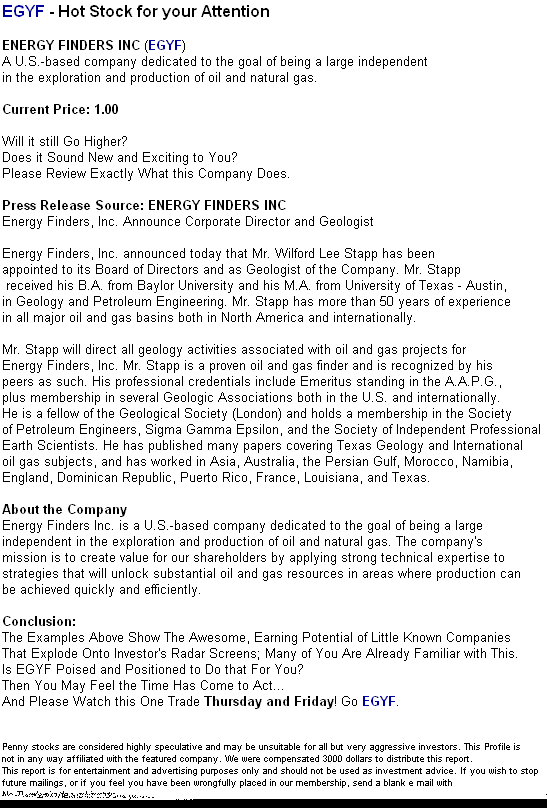 EGYF - Hot Stock for your Attention
ENERGY FINDERS INC (EGYF)
A U.S.-based company dedicated to the goal of being a large independent
in the exploration and production of oil and natural gas.
Current Price: 1.00
Will it still Go Higher?
Does it Sound New and Exciting to You?
Please Review Exactly What this Company Does.
Press Release Source: ENERGY FINDERS INC
Energy Finders, Inc. Announce Corporate Director and Geologist
Energy Finders, Inc. announced today that Mr. Wilford Lee Stapp has been
appointed to its Board of Directors and as Geologist of the Company. Mr. Stapp
received his B.A. from Baylor University and his M.A. from University of Texas - Austin,
in Geology and Petroleum Engineering. Mr. Stapp has more than 50 years of experience
in all major oil and gas basins both in North America and internationally.
Mr. Stapp will direct all geology activities associated with oil and gas projects for
Energy Finders, Inc. Mr. Stapp is a proven oil and gas finder and is recognized by his
peers as such. His professional credentials include Emeritus standing in the A.A.P.G.,
plus membership in several Geologic Associations both in the U.S. and internationally.
He is a fellow of the Geological Society (London) and holds a membership in the Society
of Petroleum Engineers, Sigma Gamma Epsilon, and the Society of Independent Professional
Earth Scientists. He has published many papers covering Texas Geology and International
oil gas subjects, and has worked in Asia, Australia, the Persian Gulf, Morocco, Namibia,
England, Dominican Republic, Puerto Rico, France, Louisiana, and Texas.
About the Company
Energy Finders Inc. is a U.S.-based company dedicated to the goal of being a large
independent in the exploration and production of oil and natural gas. The company's
mission is to create value for our shareholders by applying strong technical expertise to
strategies that will unlock substantial oil and gas resources in areas where production can
be achieved quickly and efficiently.
Conclusion:
The Examples Above Show The Awesome, Earning Potential of Little Known Companies
That Explode Onto Investor's Radar Screens; Many of You Are Already Familiar with This.
Is EGYF Poised and Positioned to Do that For You?
Then You May Feel the Time Has Come to Act...
And Please Watch this One Trade Thursday and Friday! Go EGYF.
Penny stocks are considered highly speculative and may be unsuitable for all but very aggressive investors. This Profile is
not in any way affiliated with the featured company. We were compensated 3000 dollars to distribute this report.
This report is for entertainment and advertising purposes only and should not be used as investment advice. If you wish to stop
future mailings, or if you feel you have been wrongfully placed in our membership, send a blank e mail with